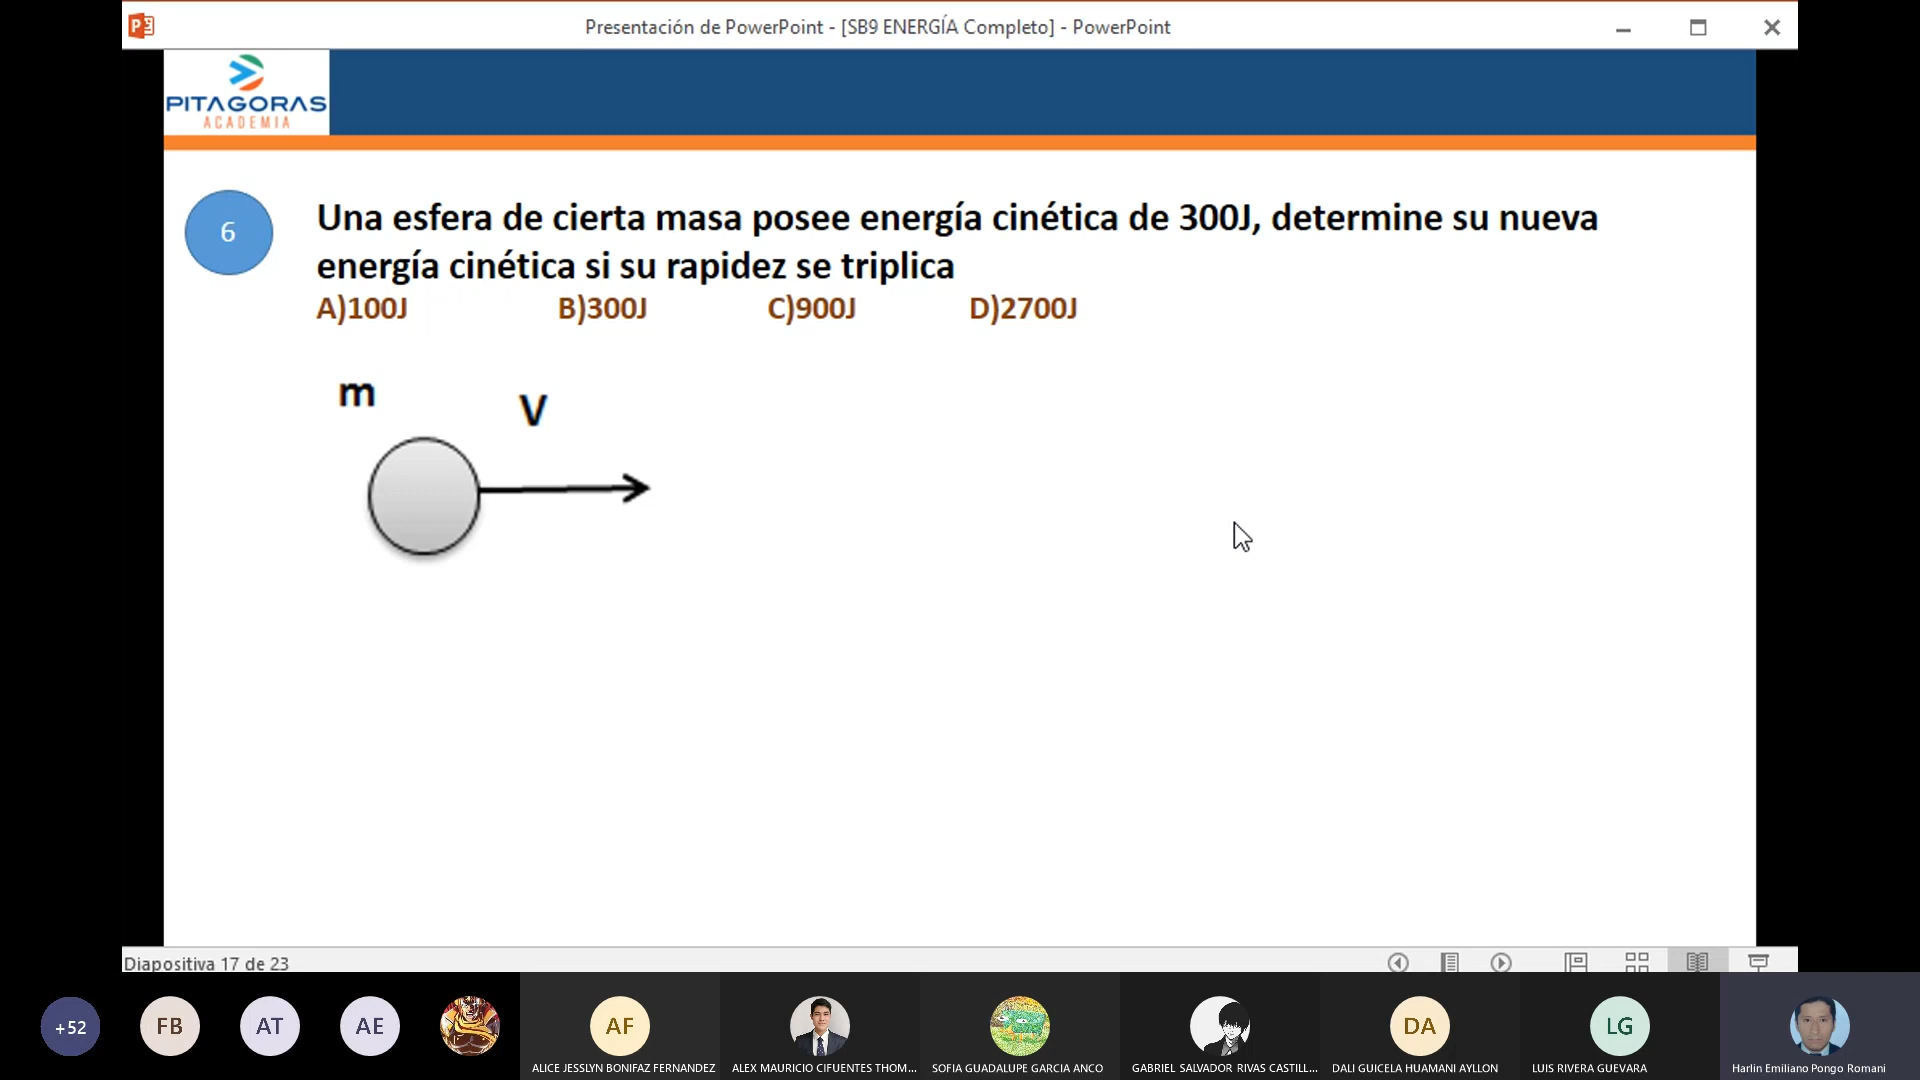 Presentación de PowerPoint - [SB9 ENERGÍA Completo] - PowerPoint
PITAGORAS
ACADEMIA
6
Una esfera de cierta masa posee energía cinética de 300J, determine su nueva
energía cinética si su rapidez se triplica
A)100J B)300J C)900J D)2700J
m
V
Diapositiva 17 de 23
+52
FB
AT
AE
AF
DA
LG
ALICE JESSLYN BONIFAZ FERNANDEZ
ALEX MAURICIO CIFUENTES THOM...
SOFIA GUADALUPE GARCIA ANCO
GABRIEL SALVADOR RIVAS CASTILL...
DALI GUICELA HUAMANI AYLLON
LUIS RIVERA GUEVARA
Harlin Emiliano Pongo Romani